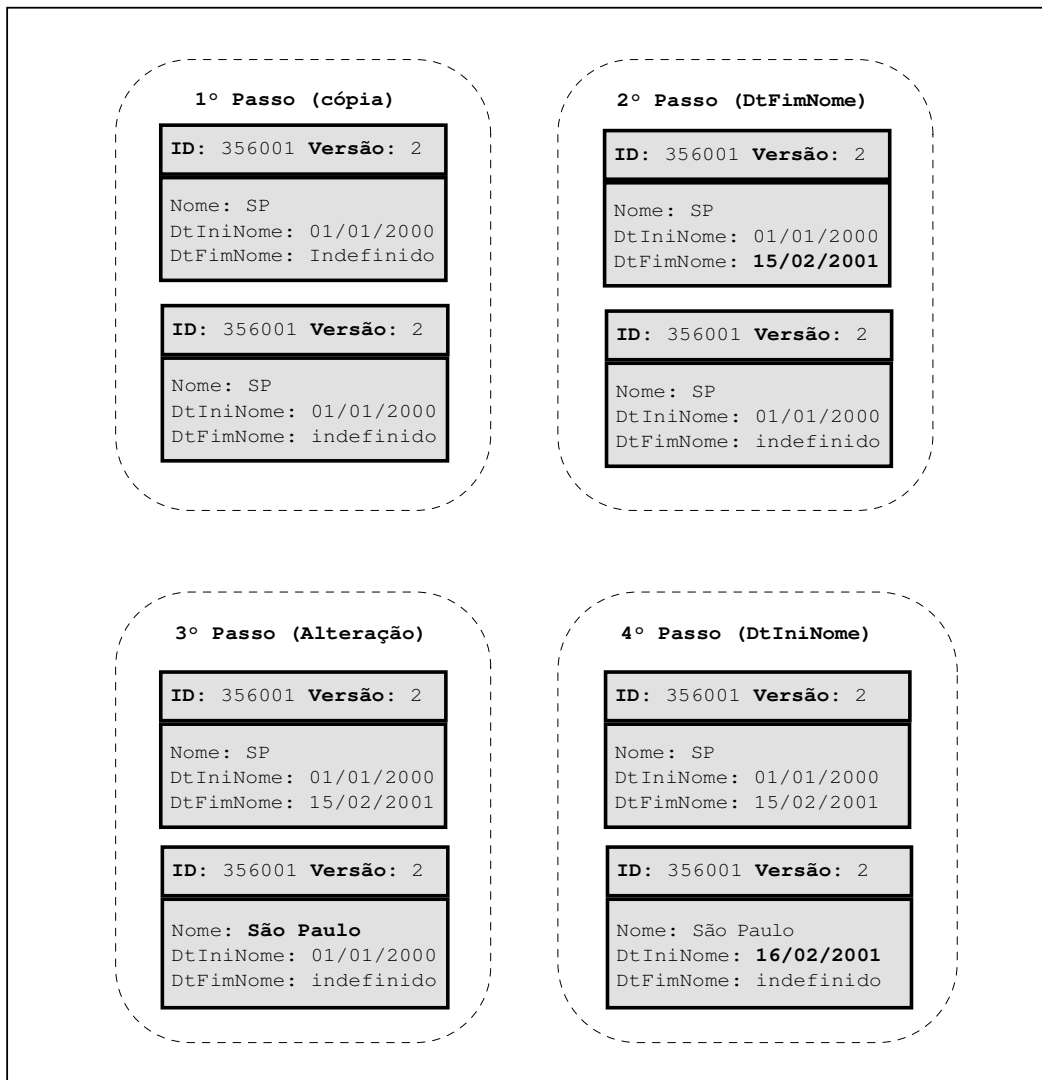 1º Passo (cópia)
ID: 356001 Versão: 2
Nome: SP
DtIniNome: 01/01/2000
DtFimNome: Indefinido
ID: 356001 Versão: 2
Nome: SP
DtIniNome: 01/01/2000
DtFimNome: indefinido
2º Passo (DtFimNome)
ID: 356001 Versão: 2
Nome: SP
DtIniNome: 01/01/2000
DtFimNome: 15/02/2001
ID: 356001 Versão: 2
Nome: SP
DtIniNome: 01/01/2000
DtFimNome: indefinido
3º Passo (Alteração)
ID: 356001 Versão: 2
Nome: SP
DtIniNome: 01/01/2000
DtFimNome: 15/02/2001
ID: 356001 Versão: 2
Nome: São Paulo
DtIniNome: 01/01/2000
DtFimNome: indefinido
4º Passo (DtIniNome)
ID: 356001 Versão: 2
Nome: SP
DtIniNome: 01/01/2000
DtFimNome: 15/02/2001
ID: 356001 Versão: 2
Nome: São Paulo
DtIniNome: 16/02/2001
DtFimNome: indefinido